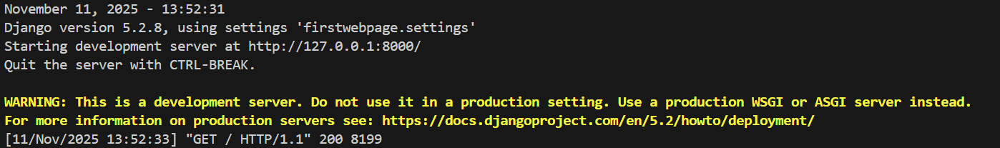 November 11, 2025 - 13:52:31
Django version 5.2.8, using settings 'firstwebpage.settings'
Starting development server at http://127.0.0.1:8000/
Quit the server with CTRL-BREAK.
WARNING: This is a development server. Do not use it in a production setting. Use a production WSGI or ASGI server instead.
For more information on production servers see: https://docs.djangoproject.com/en/5.2/howto/deployment/
[11/Nov/2025 13:52:33] "GET / HTTP/1.1" 200 8199